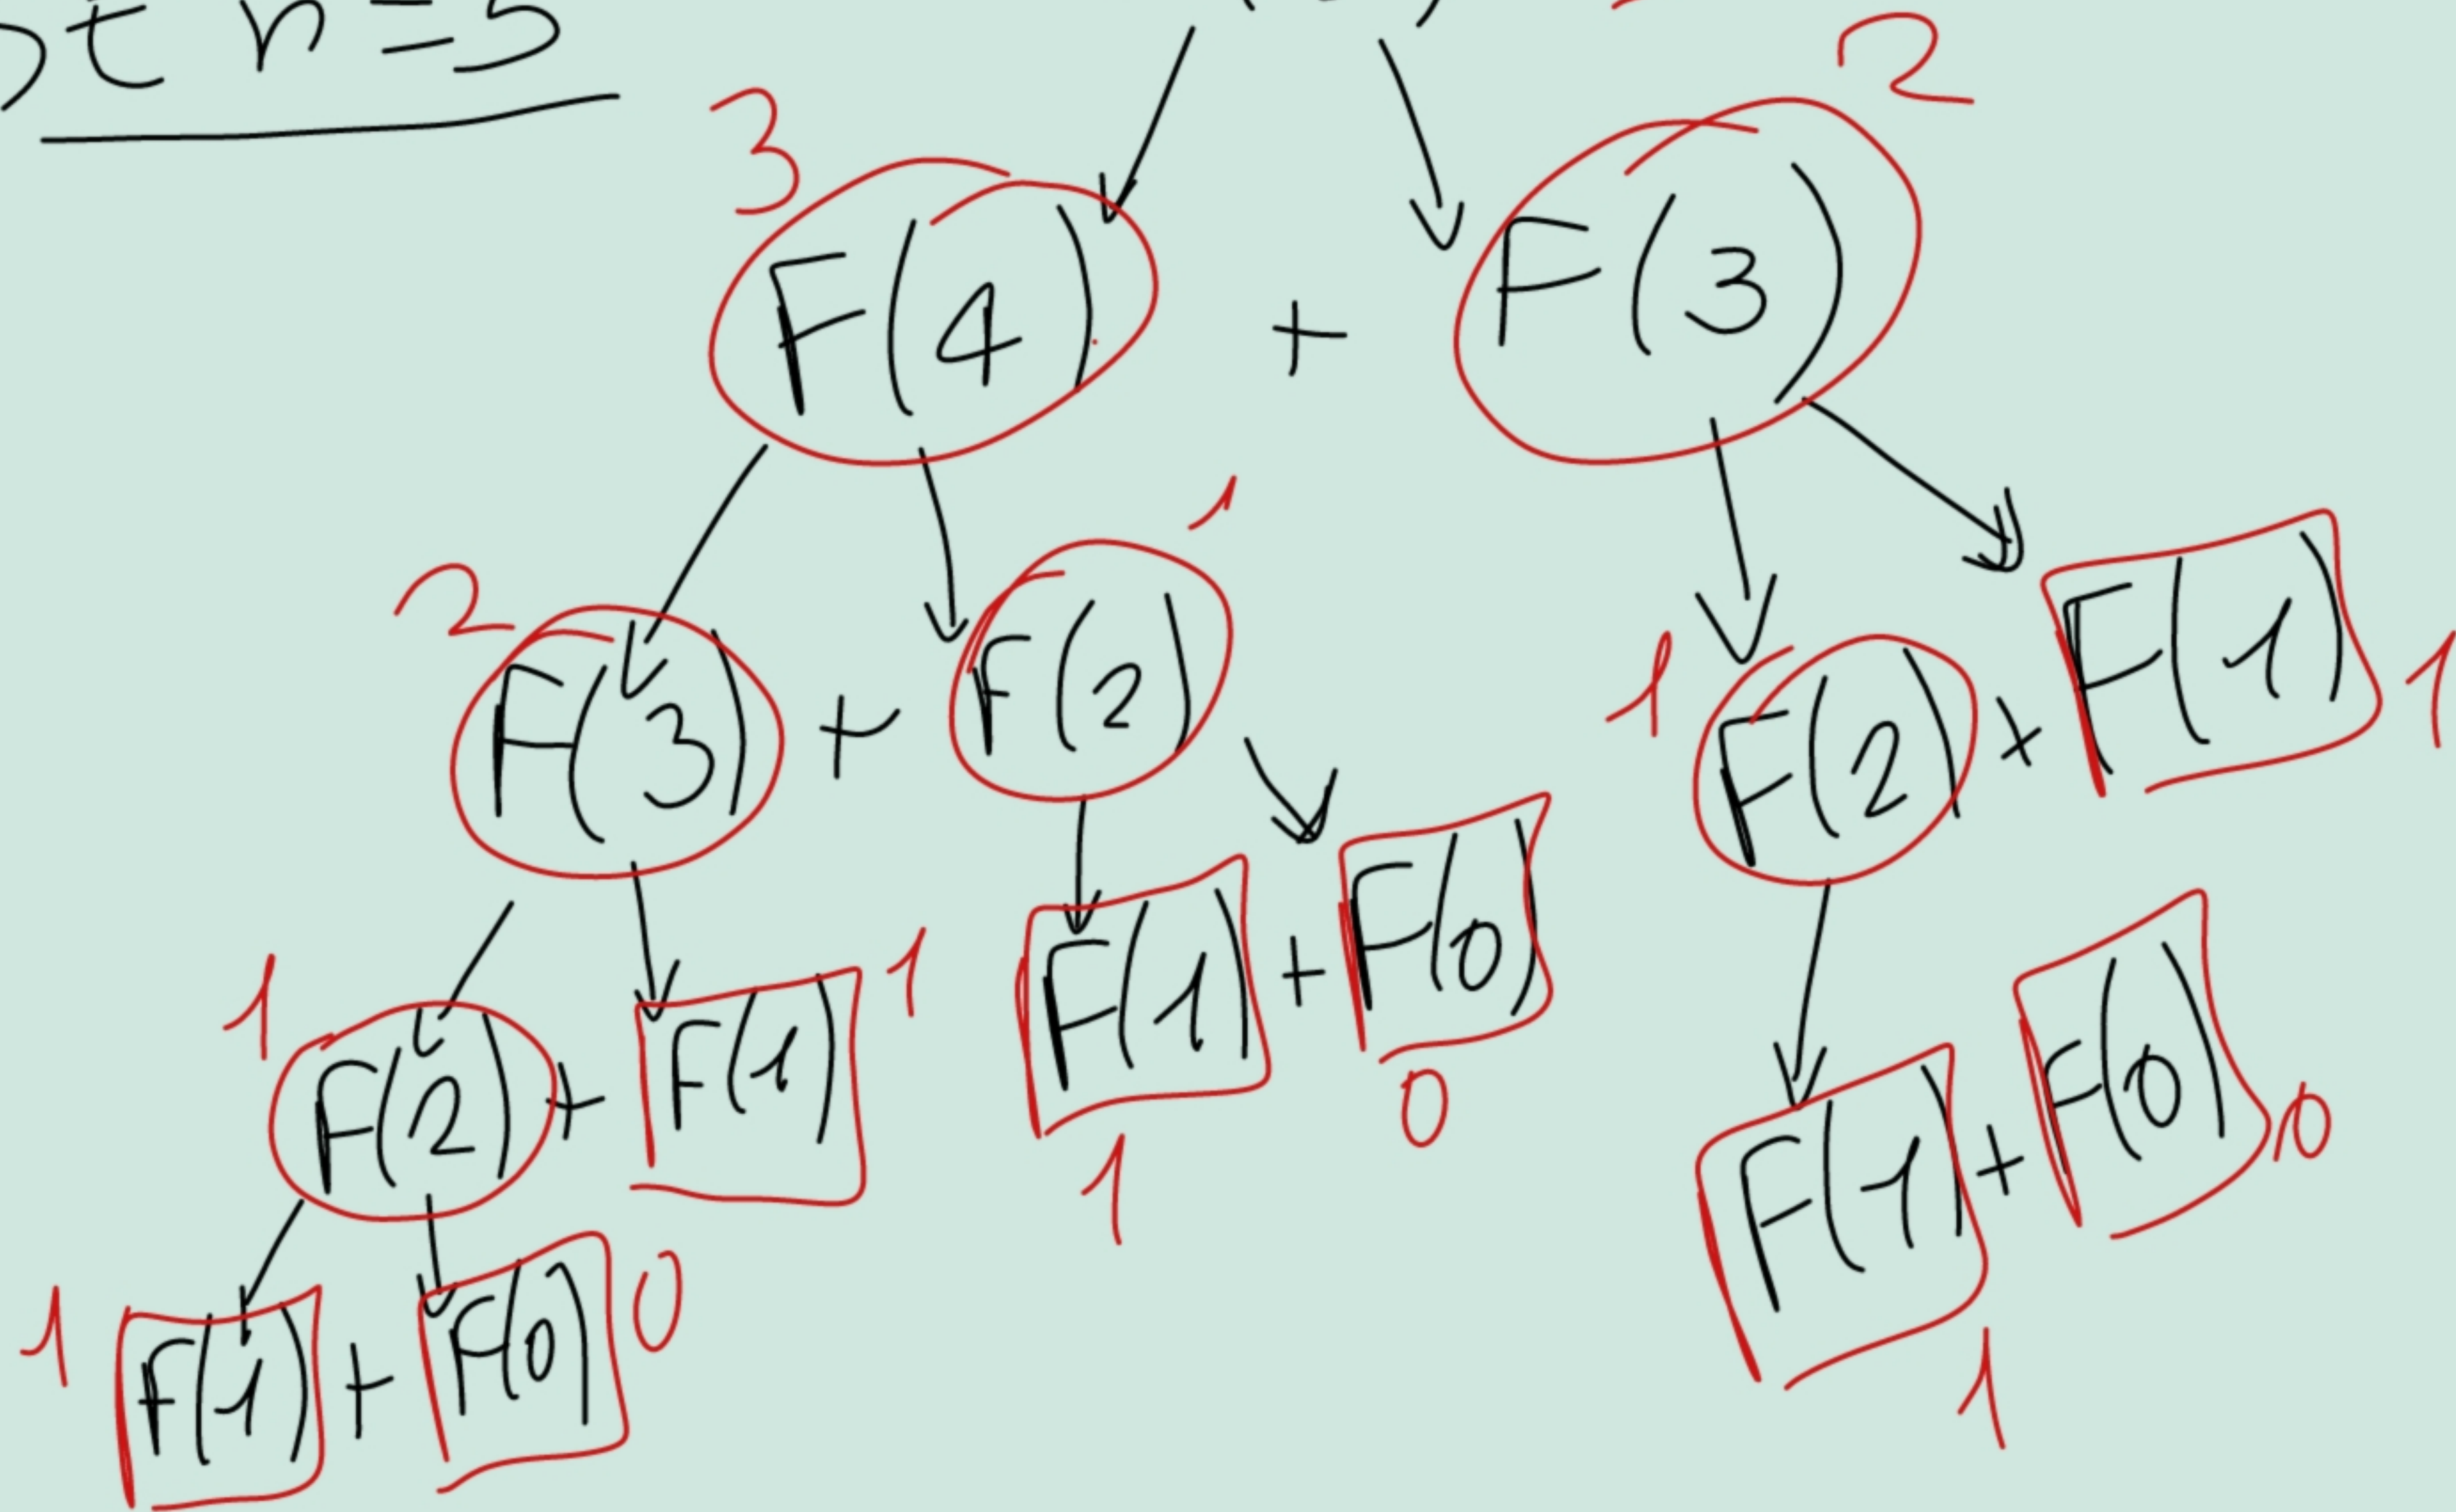 n=5
3 2
F(4) + F(3)
2 1
F(3) + F(2)
1 F(2) + F(1) 1
1 F(2) + F(1) 1
F(1) + F(0)
1 0
F(1) + F(0) 0
1
1 F(1) + F(0) 0